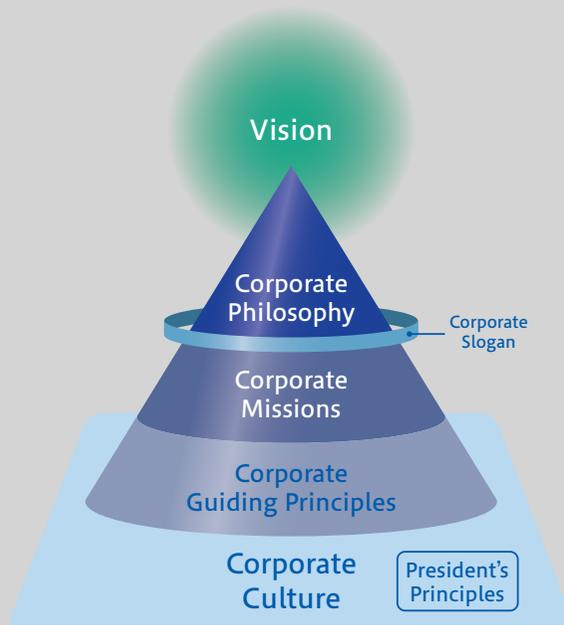 Vision
Corporate
Philosophy
Corporate
Slogan
Corporate
Missions
Corporate
Guiding Principles
Corporate
Culture
President’s
Principles